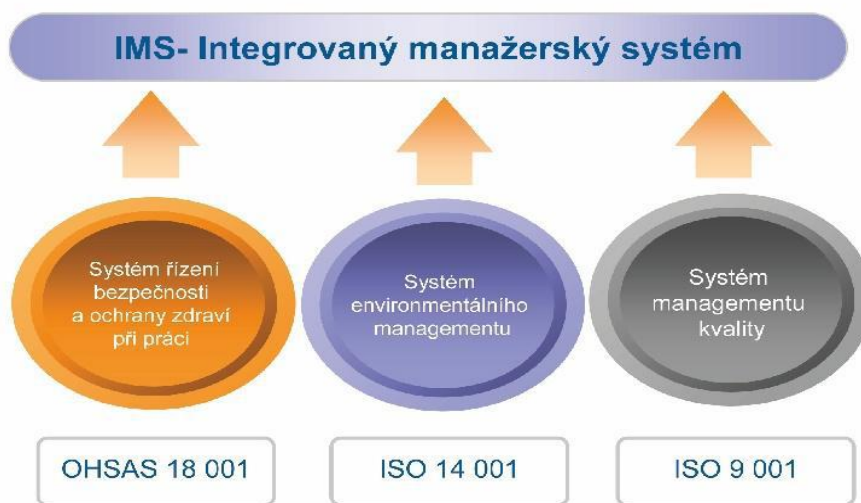 IMS- Integrovaný manažerský systém
Systém řízení
bezpečnosti
a ochrany zdraví
při práci
Systém
environmentálního
managementu
Systém
managementu
kvality
OHSAS 18 001
ISO 14 001
ISO 9 001